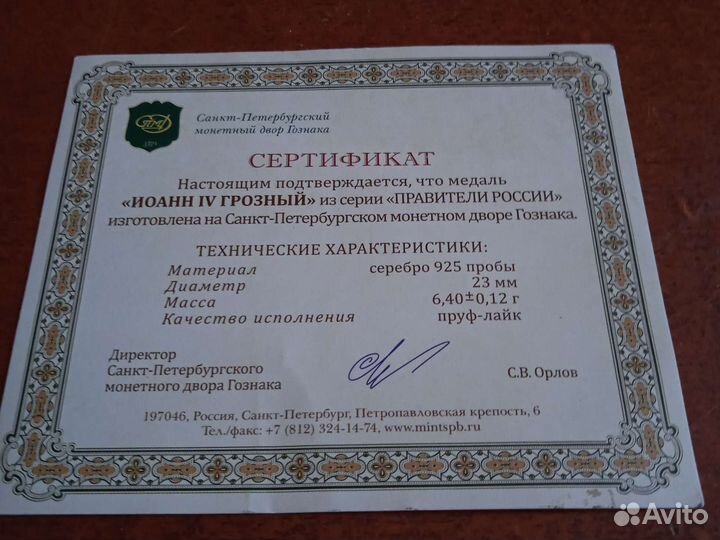 Санкт-Петербургский
монетный двор Гознака
СЕРТИФИКАТ
Настоящим подтверждается, что медаль
«ИОАНН IV ГРОЗНЫЙ» из серии «ПРАВИТЕЛИ РОССИИ»
изготовлена на Санкт-Петербургском монетном дворе Гознака.
ТЕХНИЧЕСКИЕ ХАРАКТЕРИСТИКИ:
Материал серебро 925 пробы
Диаметр 23 мм
Масса 6,40±0,12 г
Качество исполнения пруф-лайк
Директор
Санкт-Петербургского
монетного двора Гознака
С.В. Орлов
197046, Россия, Санкт-Петербург, Петропавловская крепость, 6
Тел./факс: +7 (812) 324-14-74, www.mintspb.ru
Avito